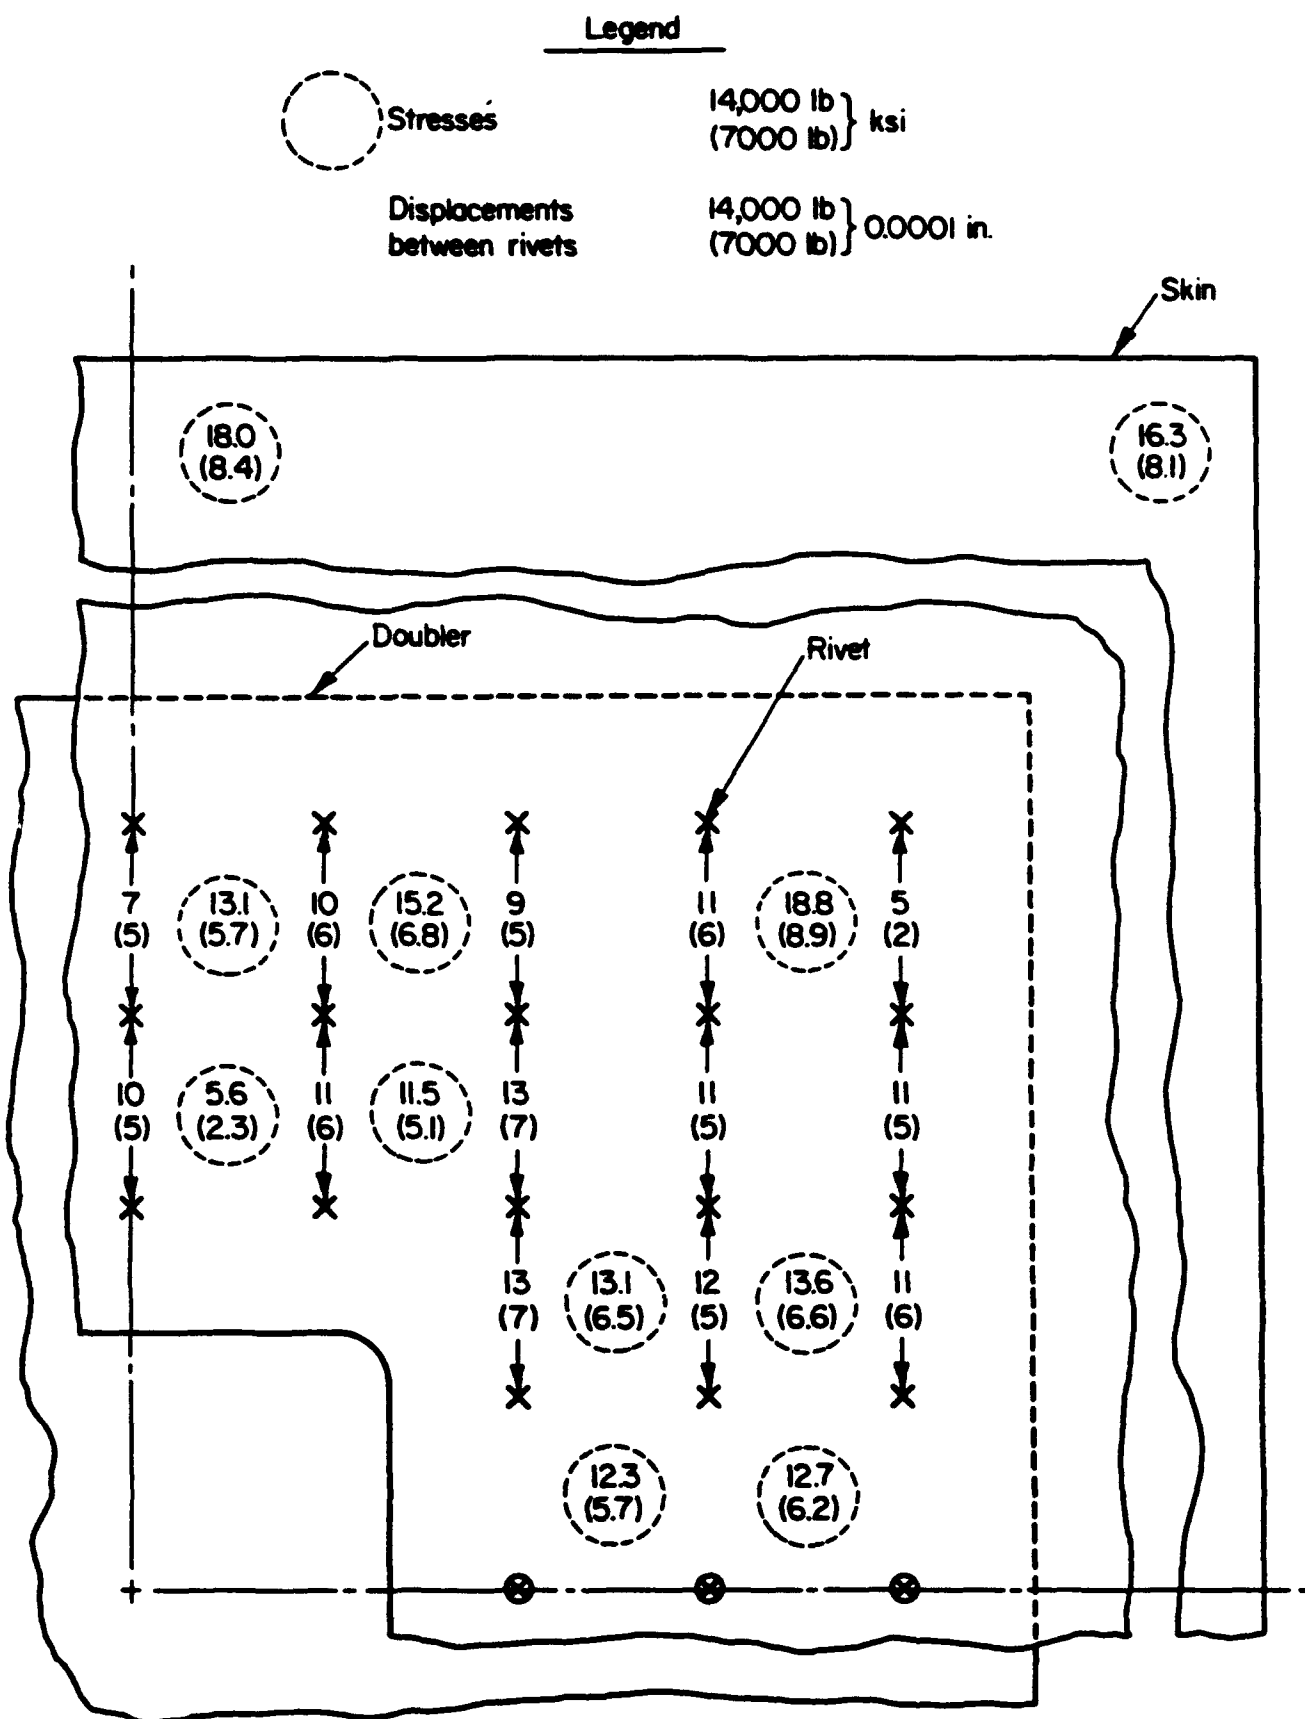 Legend
Stresses 14,000 lb
(7000 lb) ksi
Displacements 14,000 lb
between rivets (7000 lb) 0.0001 in.
Skin
18.0 16.3
(8.4) (8.1)
Doubler Rivet
7 13.1 10 15.2 9 11 18.8 5
(5) (5.7) (6) (6.8) (5) (6) (8.9) (2)
10 5.6 11 11.5 13 11 11
(5) (2.3) (6) (5.1) (7) (5) (5)
13 13.1 12 13.6 11
(7) (6.5) (5) (6.6) (6)
12.3 12.7
(5.7) (6.2)